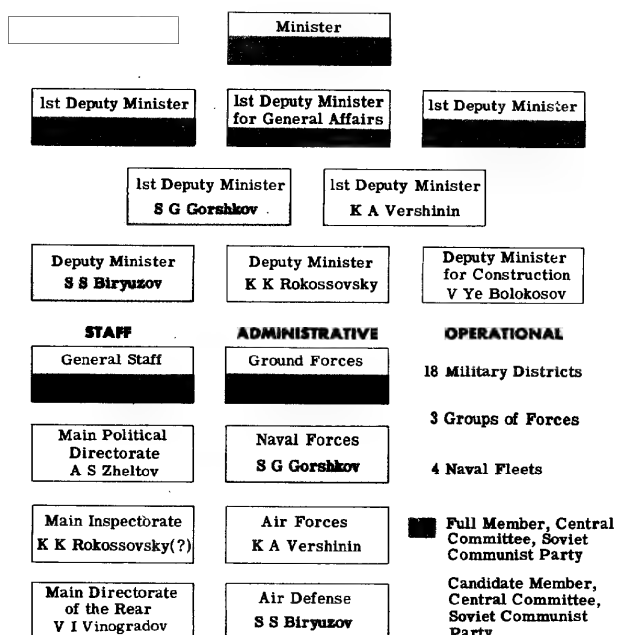 Minister
1st Deputy Minister
1st Deputy Minister
for General Affairs
1st Deputy Minister
1st Deputy Minister
S G Gorshkov
1st Deputy Minister
K A Vershinin
Deputy Minister
S S Biryuzov
Deputy Minister
K K Rokossovsky
Deputy Minister
for Construction
V Ye Bolokosov
STAFF
ADMINISTRATIVE
OPERATIONAL
General Staff
Ground Forces
18 Military Districts
3 Groups of Forces
Main Political
Directorate
A S Zheltov
Naval Forces
S G Gorshkov
4 Naval Fleets
Main Inspectorate
K K Rokossovsky(?)
Air Forces
K A Vershinin
Full Member, Central
Committee, Soviet
Communist Party
Main Directorate
of the Rear
V I Vinogradov
Air Defense
S S Biryuzov
Candidate Member,
Central Committee,
Soviet Communist
Party